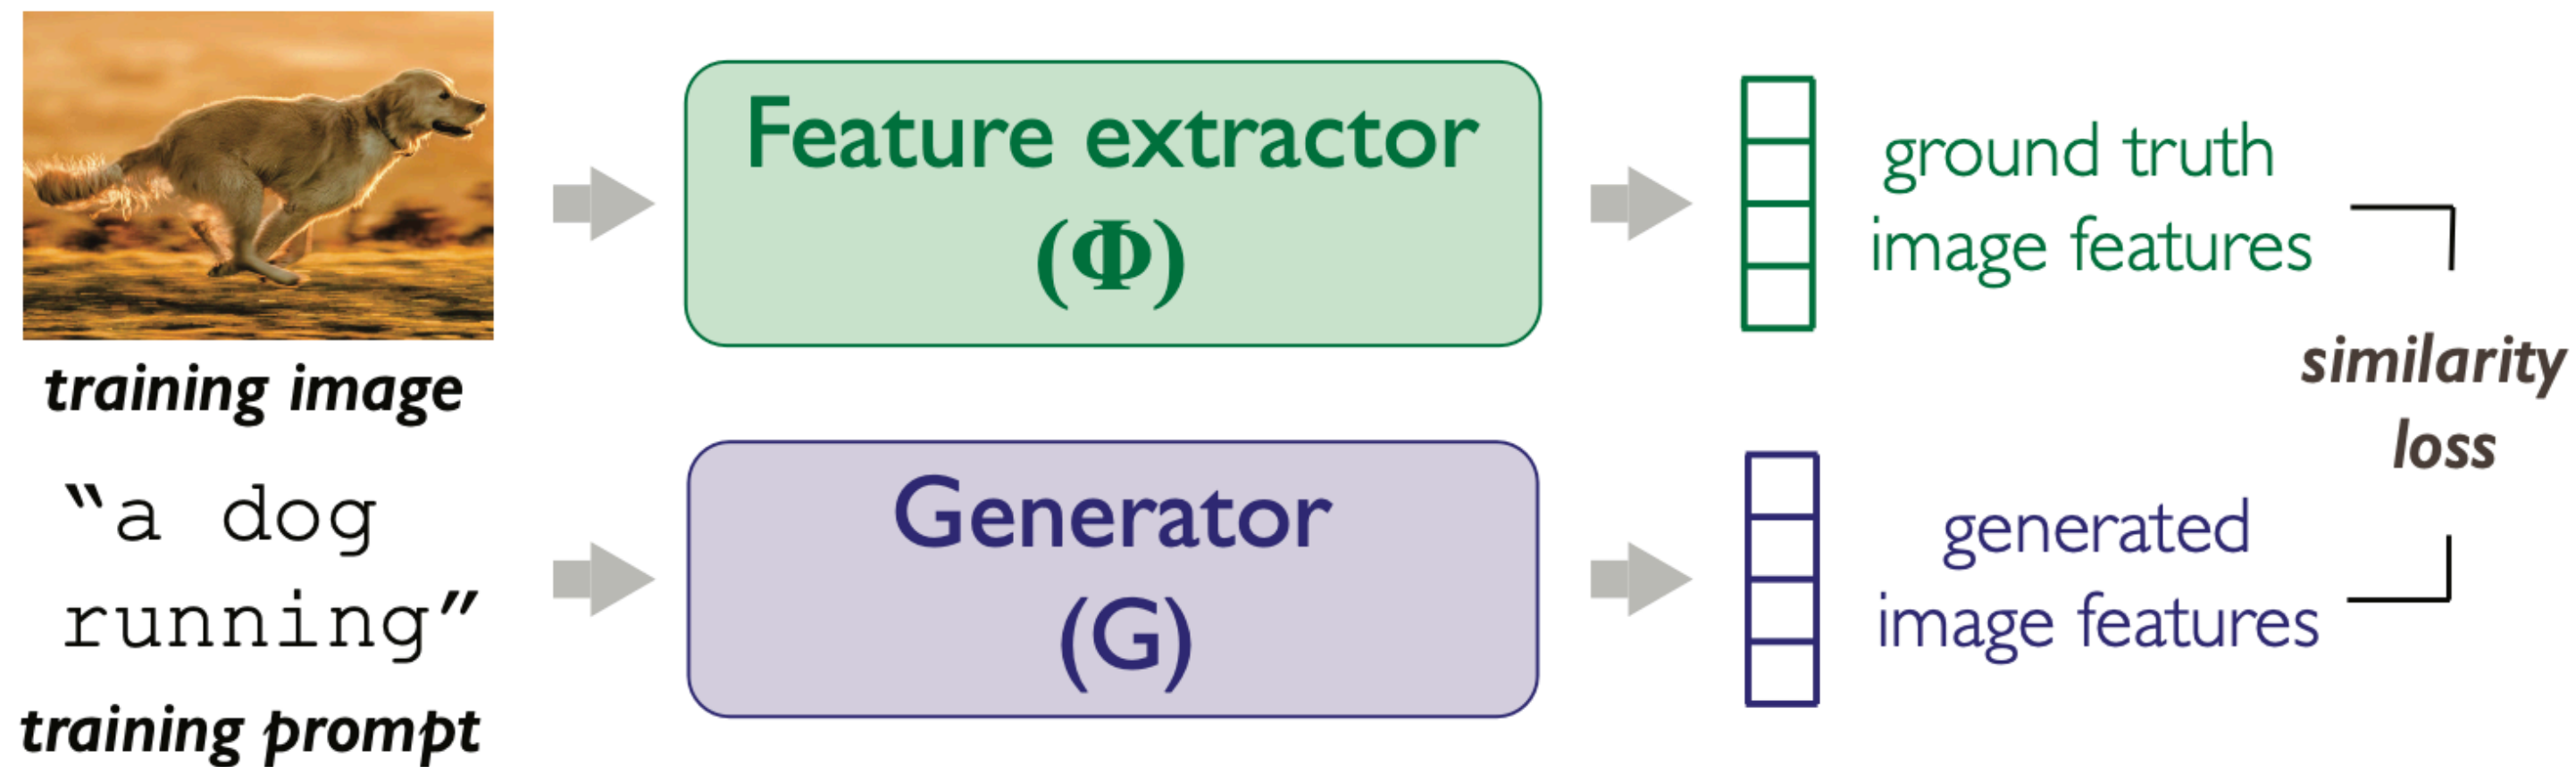 Feature extractor
(Φ)
ground truth
image features
training image
similarity
loss
“a dog
running”
training prompt
Generator
(G)
generated
image features